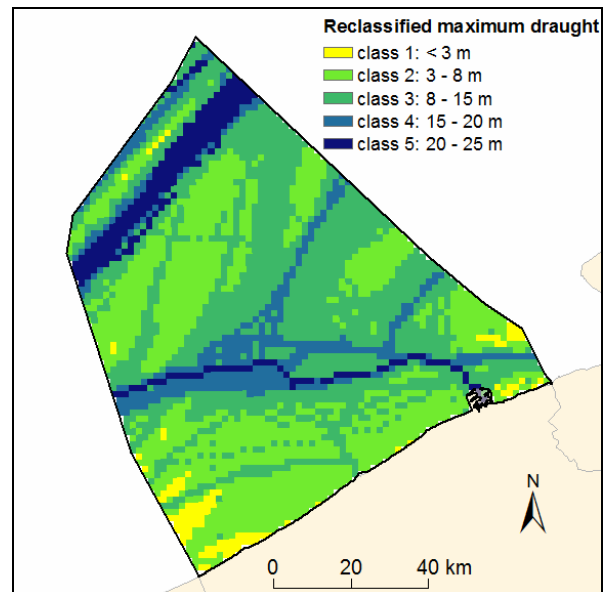 Reclassified maximum draught
class 1: < 3 m
class 2: 3 - 8 m
class 3: 8 - 15 m
class 4: 15 - 20 m
class 5: 20 - 25 m
N
0 20 40 km